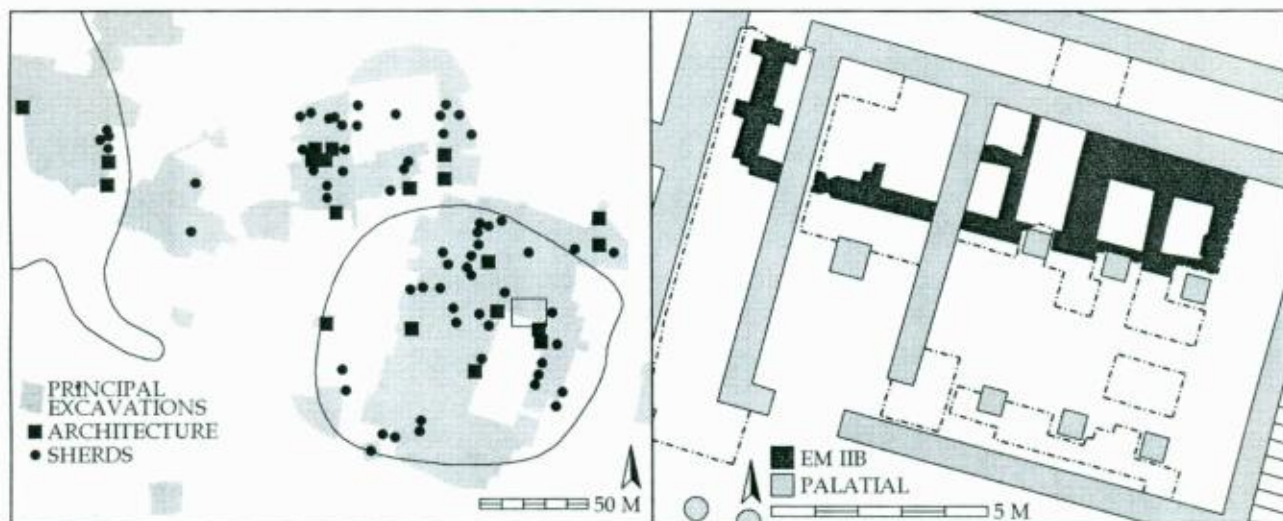 PRINCIPAL
EXCAVATIONS
ARCHITECTURE
SHERDS
50 M
EM IIB
PALATIAL
5 M